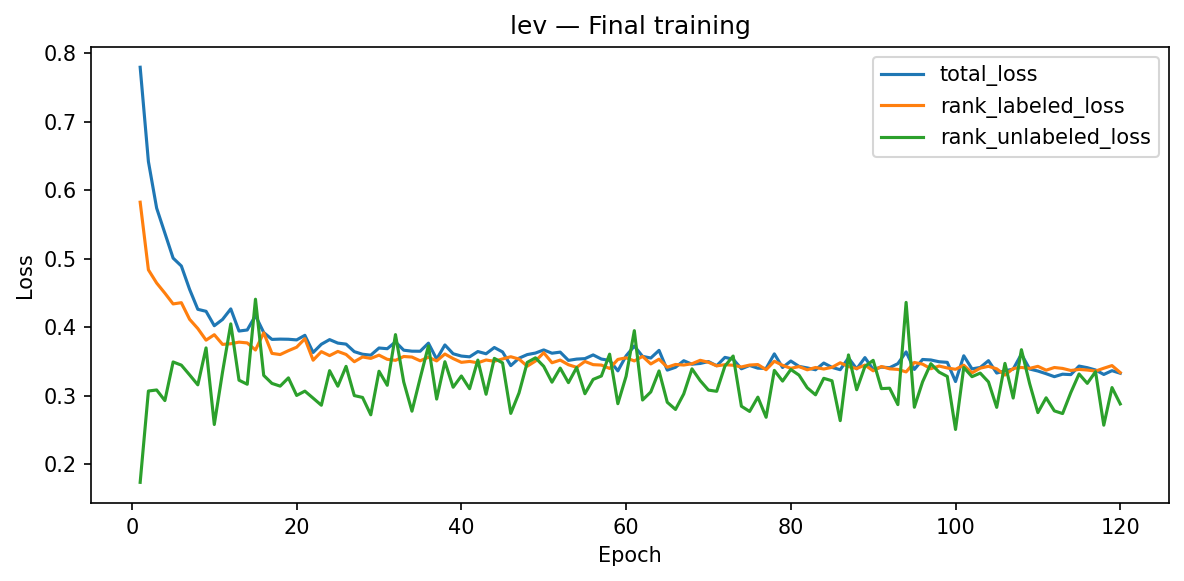 lev — Final training
total_loss
rank_labeled_loss
rank_unlabeled_loss
Loss
0.8
0.7
0.6
0.5
0.4
0.3
0.2
0 20 40 60 80 100 120
Epoch